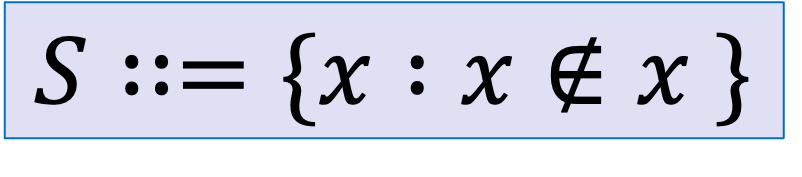 S ::= {x : x ∉ x }